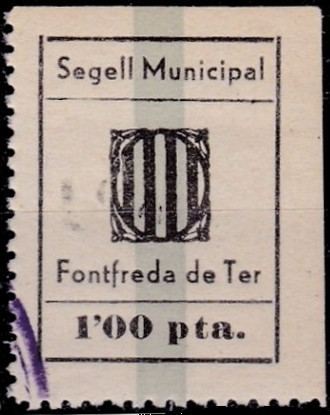 Segell Municipal
Fontfreda de Ter
1'00 pta.